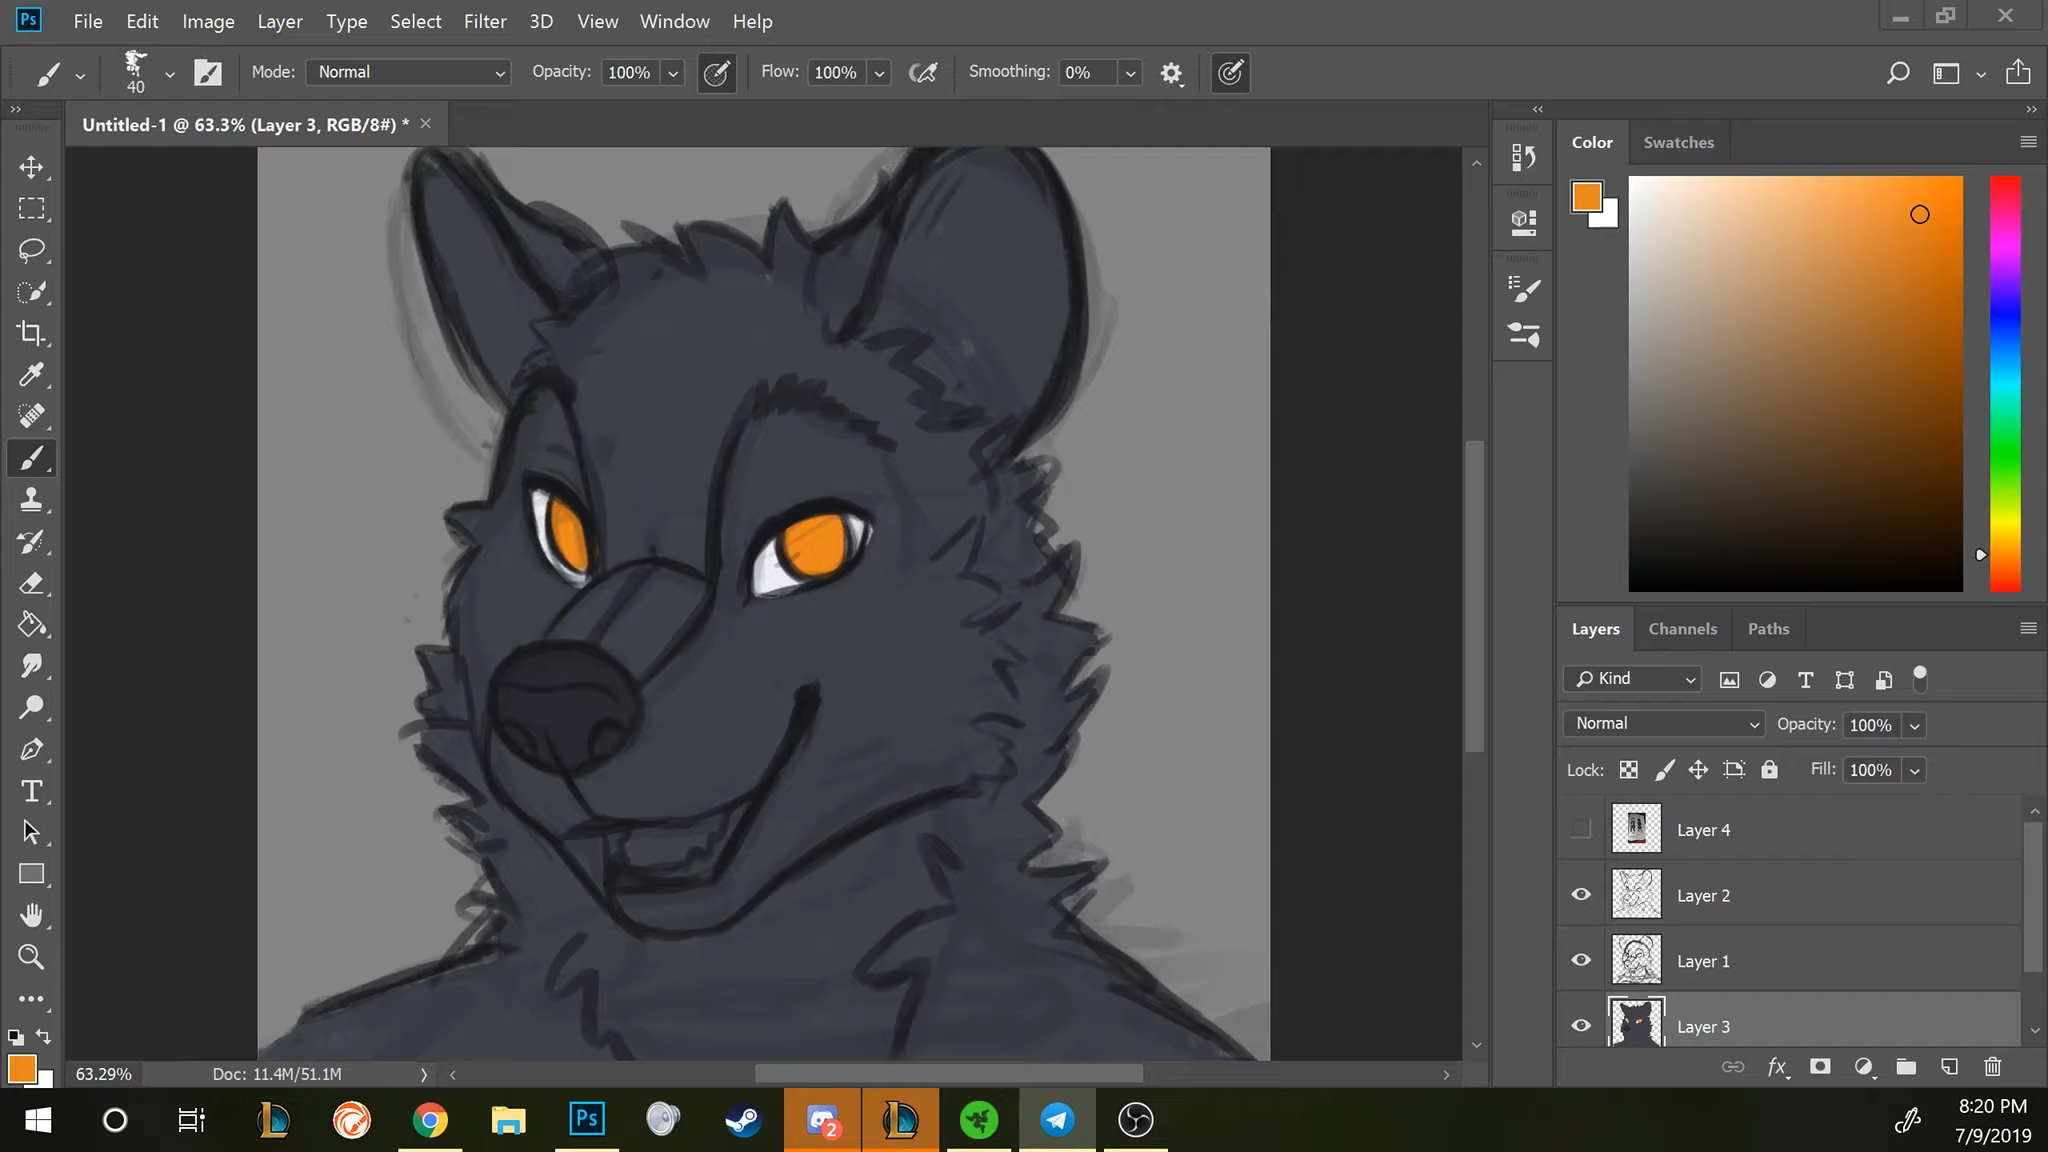 Ps File Edit Image Layer Type Select Filter 3D View Window Help
40 Mode: Normal Opacity: 100% Flow: 100% Smoothing: 0%
Untitled-1 @ 63.3% (Layer 3, RGB/8#) *
Color Swatches
Layers Channels Paths
Kind
Normal Opacity: 100%
Lock: Fill: 100%
Layer 4
Layer 2
Layer 1
Layer 3
fx
63.29% Doc: 11.4M/51.1M
Ps 2 8:20 PM
7/9/2019